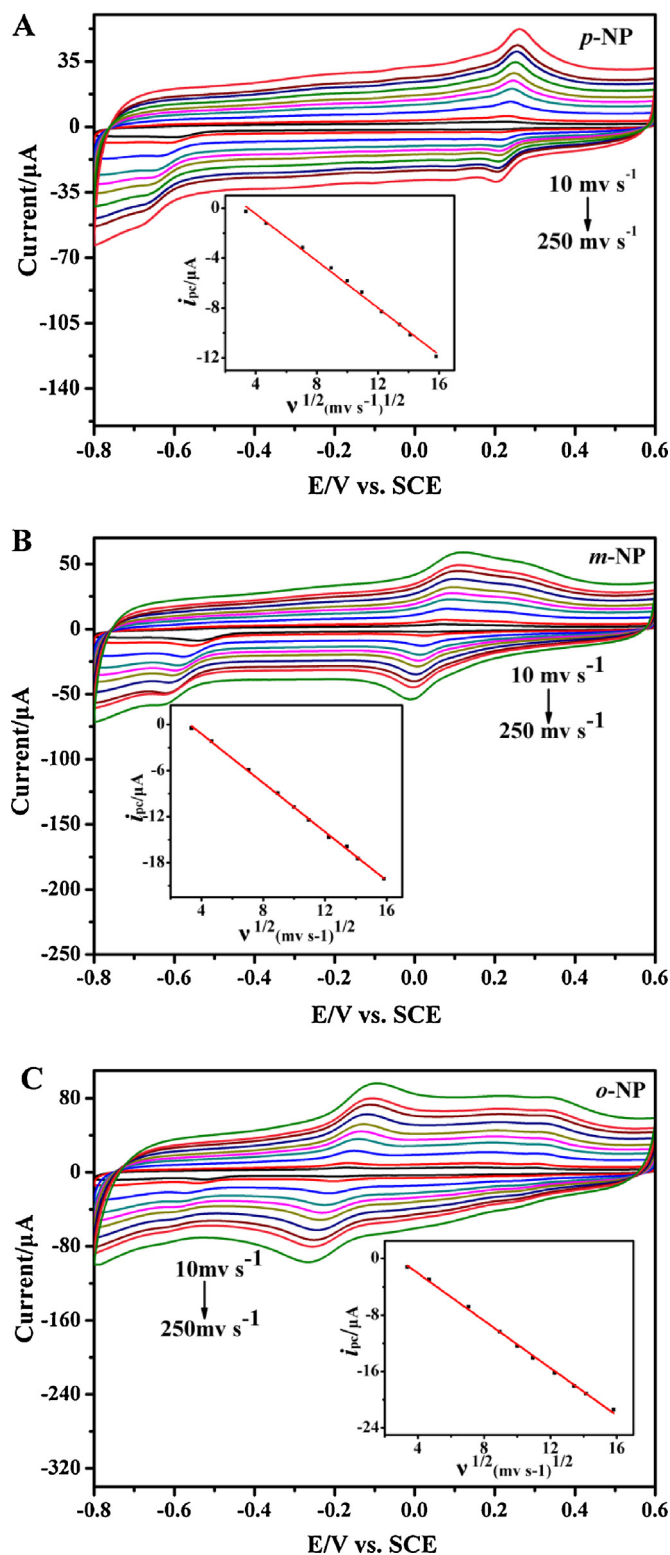 A
p-NP
35
0
-35
-70
-105
-140
Current/µA
10 mv s-1
250 mv s-1
0
-4
-8
-12
ipc/µA
4 8 12 16
ν 1/2(mv s-1)1/2
-0.8 -0.6 -0.4 -0.2 0.0 0.2 0.4 0.6
E/V vs. SCE
B
m-NP
50
0
-50
-100
-150
-200
-250
Current/µA
10 mv s-1
250 mv s-1
0
-6
-12
-18
ipc/µA
4 8 12 16
ν 1/2(mv s-1)1/2
-0.8 -0.6 -0.4 -0.2 0.0 0.2 0.4 0.6
E/V vs. SCE
C
o-NP
80
0
-80
-160
-240
-320
Current/µA
10mv s-1
250mv s-1
0
-8
-16
-24
ipc/µA
4 8 12 16
ν 1/2(mv s-1)1/2
-0.8 -0.6 -0.4 -0.2 0.0 0.2 0.4 0.6
E/V vs. SCE